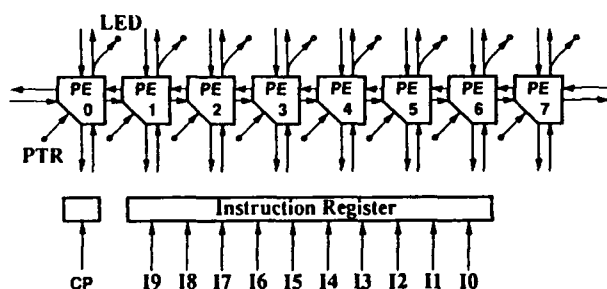 LED
PE PE PE PE PE PE PE PE
0 1 2 3 4 5 6 7
PTR
Instruction Register
CP I9 I8 I7 I6 I5 I4 I3 I2 I1 I0